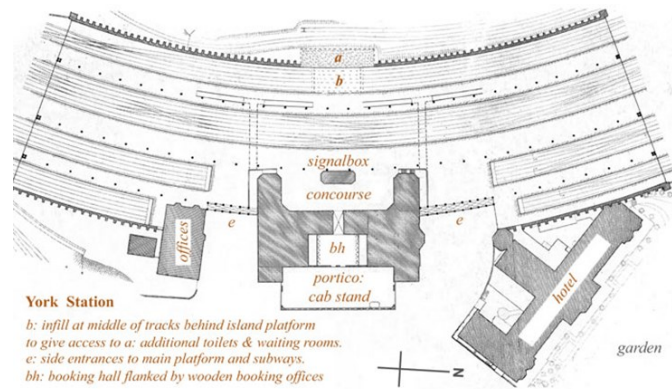 a
b
signalbox
concourse
e
e
offices
bh
hotel
portico:
cab stand
York Station
b: infill at middle of tracks behind island platform
to give access to a: additional toilets & waiting rooms.
e: side entrances to main platform and subways.
bh: booking hall flanked by wooden booking offices
N
garden